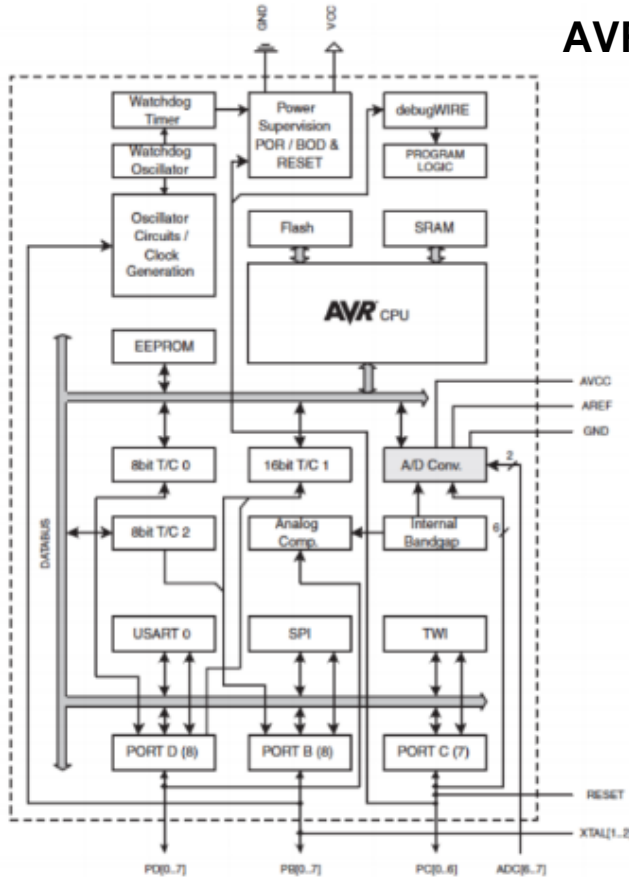 GND
VCC
AVR
Watchdog
Timer
Power
Supervision
POR / BOD &
RESET
debugWIRE
Watchdog
Oscillator
PROGRAM
LOGIC
Oscillator
Circuits /
Clock
Generation
Flash
SRAM
AVR CPU
EEPROM
AVCC
AREF
GND
8bit T/C 0
16bit T/C 1
A/D Conv.
2
DATABUS
8bit T/C 2
Analog
Comp.
Internal
Bandgap
6
USART 0
SPI
TWI
PORT D (8)
PORT B (8)
PORT C (7)
RESET
XTAL[1..2
PD[0..7]
PB[0..7]
PC[0..6]
ADC[6..7]